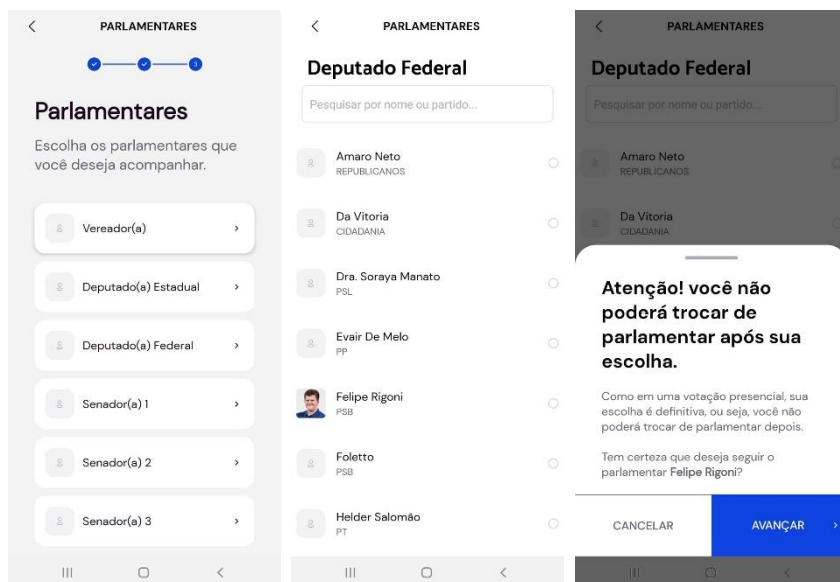 PARLAMENTARES
3
Parlamentares
Escolha os parlamentares que
você deseja acompanhar.
Vereador(a)
Deputado(a) Estadual
Deputado(a) Federal
Senador(a) 1
Senador(a) 2
Senador(a) 3
PARLAMENTARES
Deputado Federal
Pesquisar por nome ou partido...
Amaro Neto
REPUBLICANOS
Da Vitoria
CIDADANIA
Dra. Soraya Manato
PSL
Evair De Melo
PP
Felipe Rigoni
PSB
Foletto
PSB
Helder Salomão
PT
PARLAMENTARES
Deputado Federal
Pesquisar por nome ou partido...
Amaro Neto
REPUBLICANOS
Da Vitoria
CIDADANIA
Atenção! você não
poderá trocar de
parlamentar após sua
escolha.
Como em uma votação presencial, sua
escolha é definitiva, ou seja, você não
poderá trocar de parlamentar depois.
Tem certeza que deseja seguir o
parlamentar Felipe Rigoni?
CANCELAR
AVANÇAR